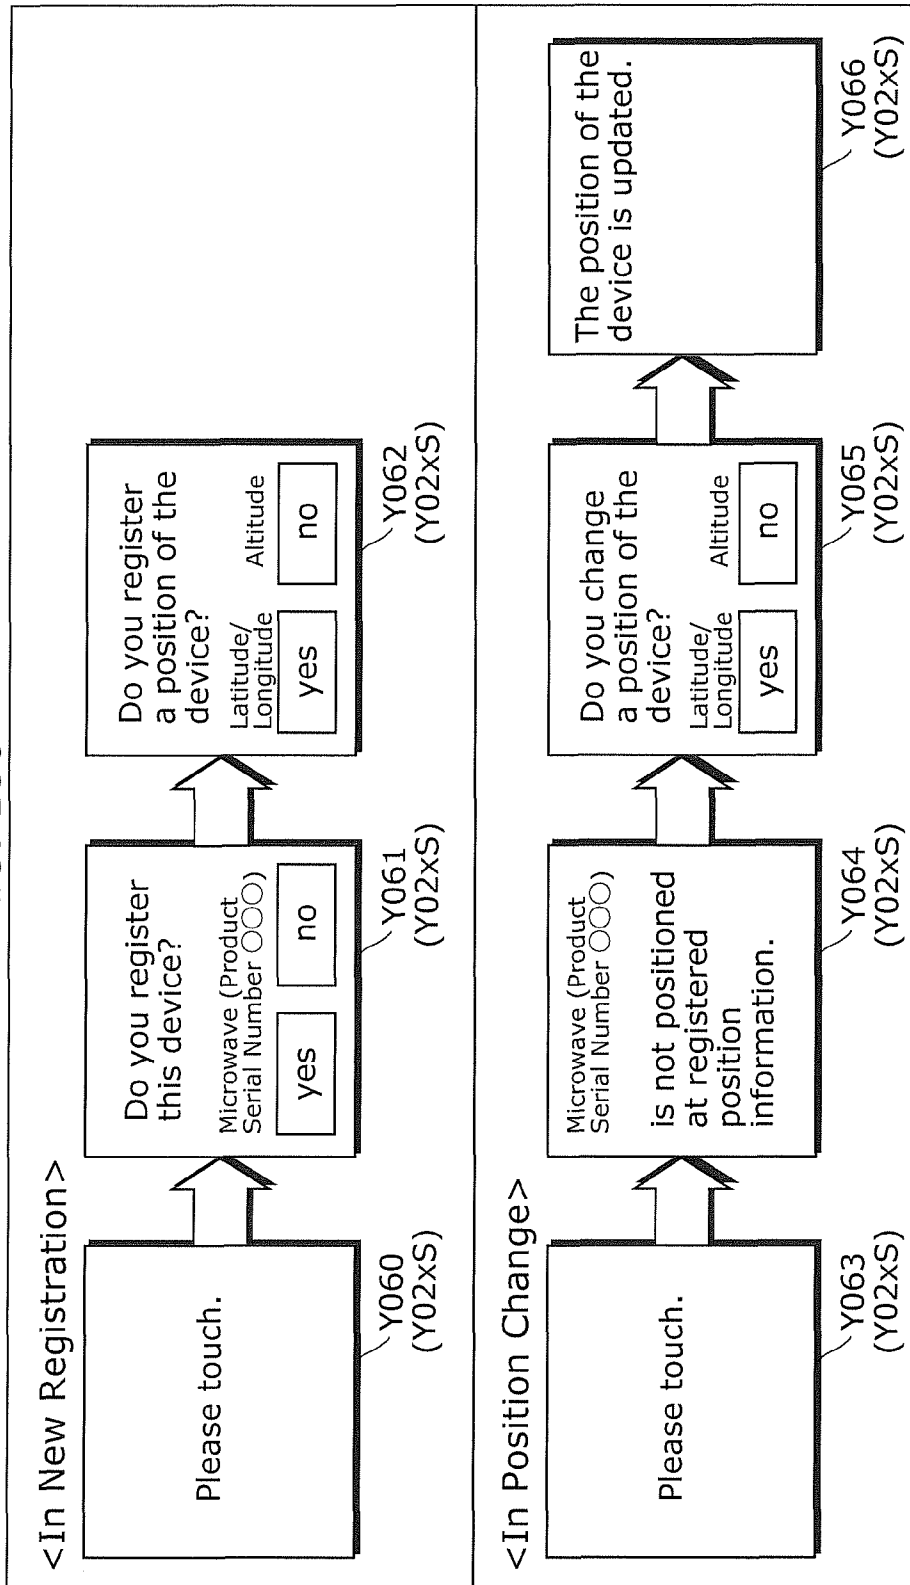 <In New Registration>
Please touch.
Y060
(Y02xS)
Do you register
this device?
Microwave (Product
Serial Number ○○○)
yes
no
Y061
(Y02xS)
Do you register
a position of the
device?
Latitude/
Longitude
Altitude
yes
no
Y062
(Y02xS)
<In Position Change>
Please touch.
Y063
(Y02xS)
Microwave (Product
Serial Number ○○○)
is not positioned
at registered
position
information.
Y064
(Y02xS)
Do you change
a position of the
device?
Latitude/
Longitude
Altitude
yes
no
Y065
(Y02xS)
The position of the
device is updated.
Y066
(Y02xS)